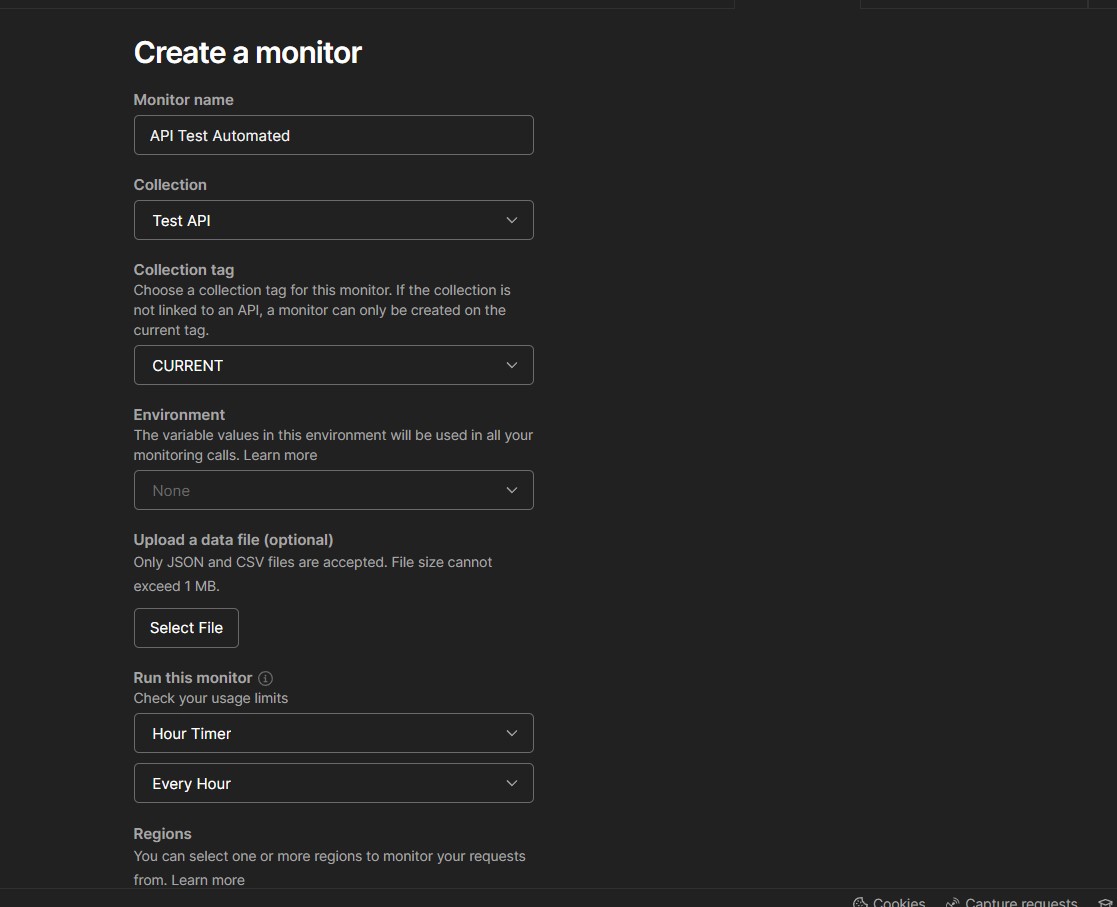 Create a monitor
Monitor name
API Test Automated
Collection
Test API
Collection tag
Choose a collection tag for this monitor. If the collection is
not linked to an API, a monitor can only be created on the
current tag.
CURRENT
Environment
The variable values in this environment will be used in all your
monitoring calls. Learn more
None
Upload a data file (optional)
Only JSON and CSV files are accepted. File size cannot
exceed 1 MB.
Select File
Run this monitor
Check your usage limits
Hour Timer
Every Hour
Regions
You can select one or more regions to monitor your requests
from. Learn more
Cookies Capture requests